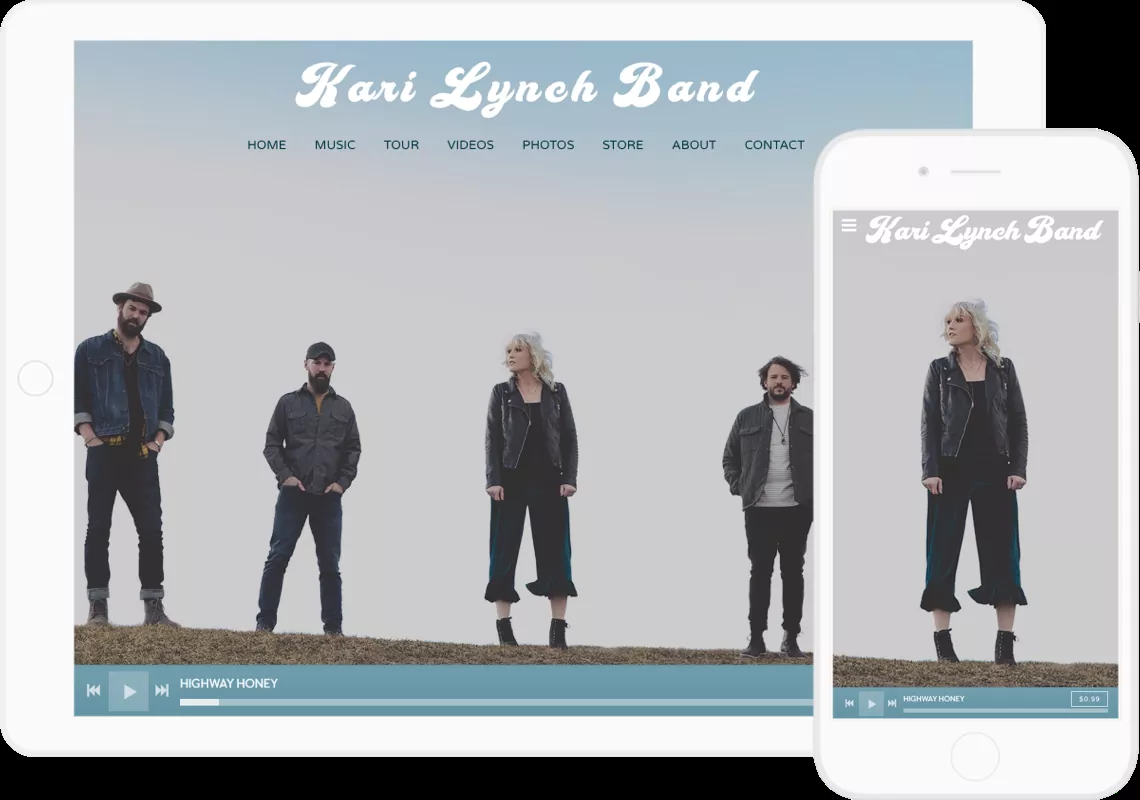 Kari Lynch Band
HOME MUSIC TOUR VIDEOS PHOTOS STORE ABOUT CONTACT
HIGHWAY HONEY
Kari Lynch Band
HIGHWAY HONEY
$0.99